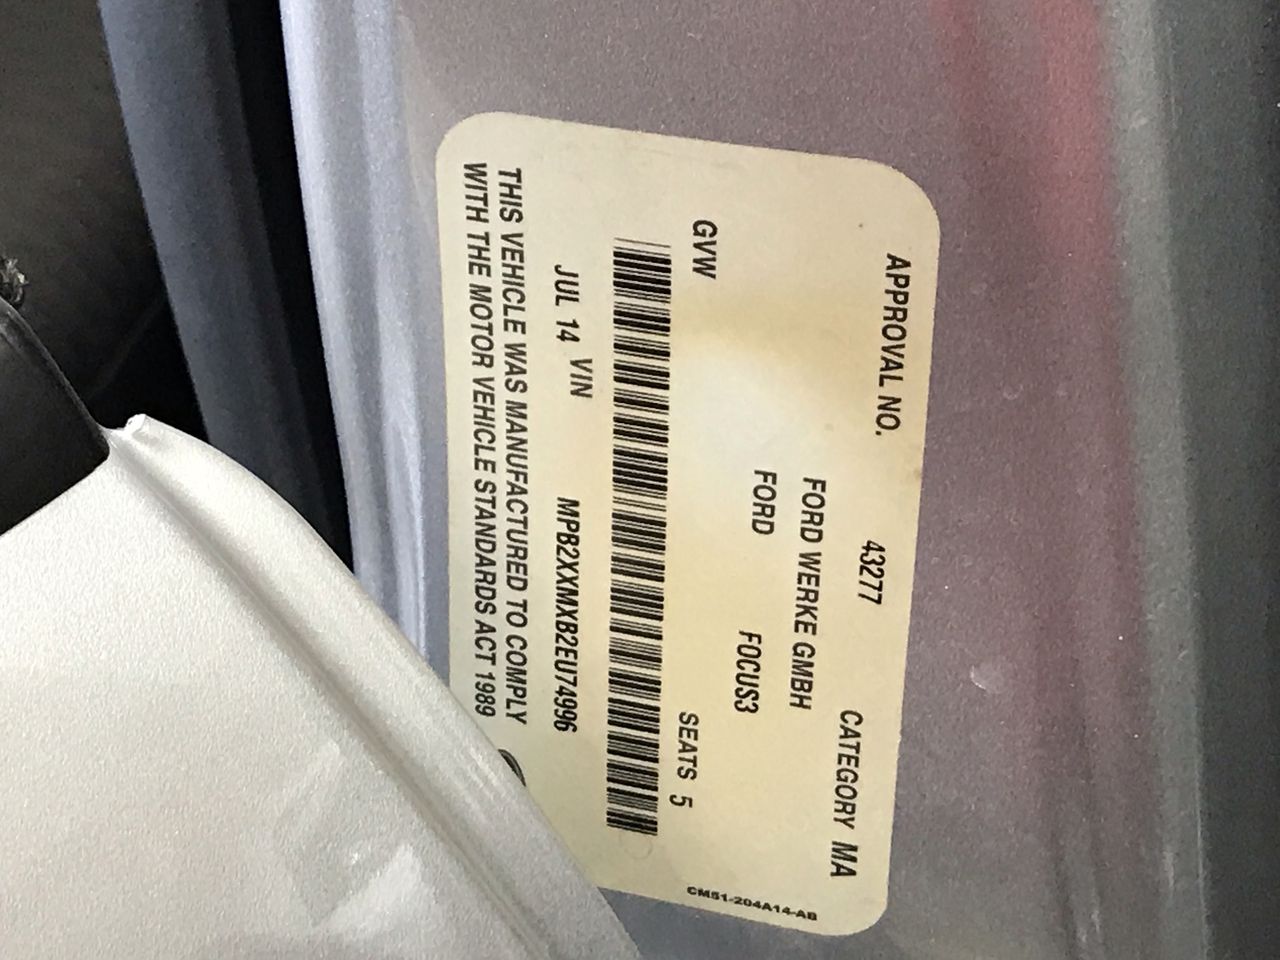 APPROVAL NO. 43277 CATEGORY MA
FORD WERKE GMBH
FORD FOCUS3
GVW SEATS 5
JUL 14 VIN MPB2XXMXB2EU74996
THIS VEHICLE WAS MANUFACTURED TO COMPLY
WITH THE MOTOR VEHICLE STANDARDS ACT 1989
CM51-204A14-AB